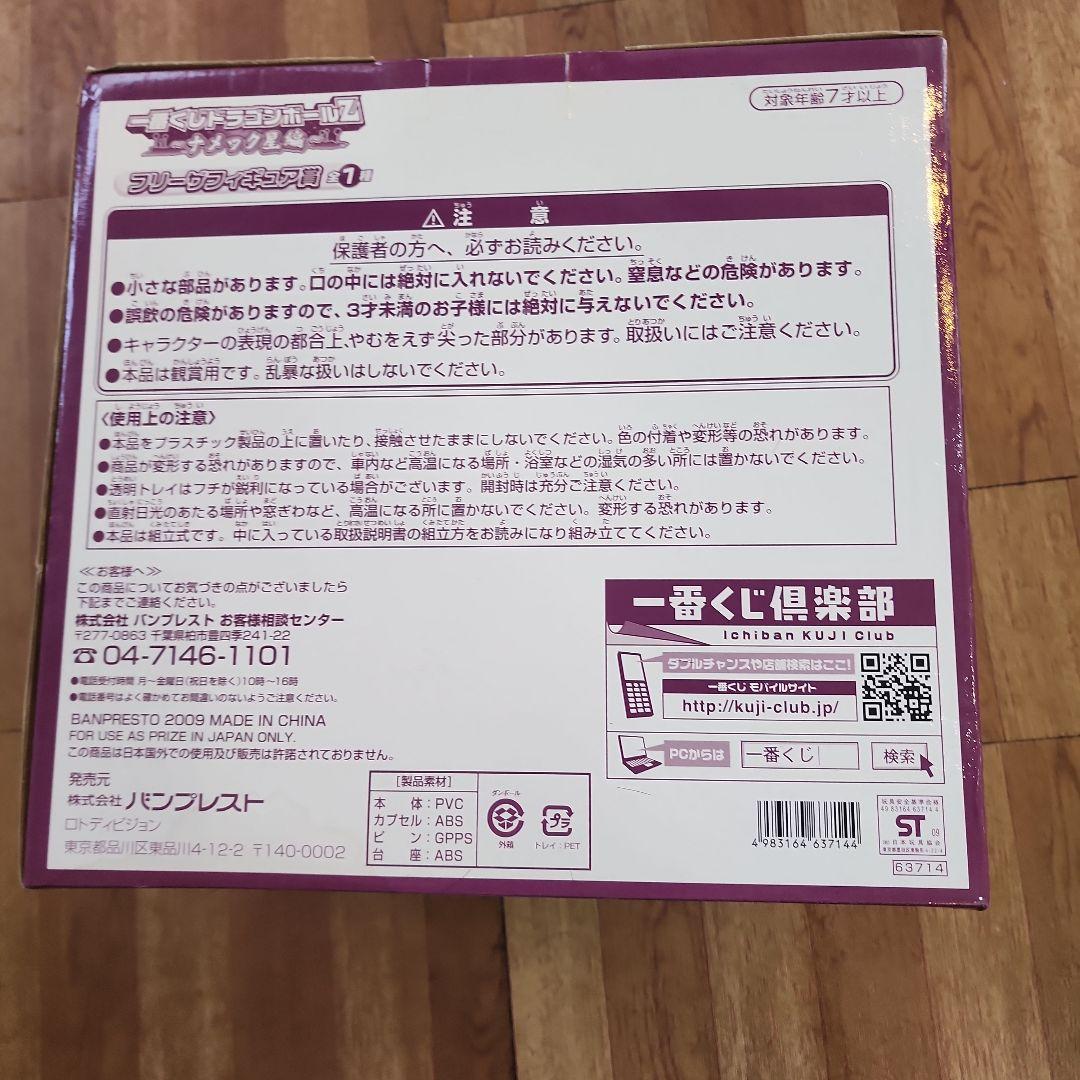 対象年齢7才以上
一番くじドラゴンボールZ
～ナメック星編～
フリーザフィギュア賞 全1種
⚠注 意
保護者の方へ、必ずお読みください。
●小さな部品があります。口の中には絶対に入れないでください。窒息などの危険があります。
●誤飲の危険がありますので、3才未満のお子様には絶対に与えないでください。
●キャラクターの表現の都合上、やむをえず尖った部分があります。取扱いにはご注意ください。
●本品は観賞用です。乱暴な扱いはしないでください。
〈使用上の注意〉
●本品をプラスチック製品の上に置いたり、接触させたままにしないでください。色の付着や変形等の恐れがあります。
●商品が変形する恐れがありますので、車内など高温になる場所・浴室などの湿気の多い所には置かないでください。
●透明トレイはフチが鋭利になっている場合がございます。開封時は充分ご注意ください。
●直射日光のあたる場所や窓ぎわなど、高温になる所に置かないでください。変形する恐れがあります。
●本品は組立式です。中に入っている取扱説明書の組立方をお読みになり組み立ててください。
≪お客様へ≫
この商品についてお気づきの点がございましたら
下記までご連絡ください。
株式会社 バンプレスト お客様相談センター
〒277-0863 千葉県柏市豊四季241-22
☎04-7146-1101
●電話受付時間 月～金曜日(祝日を除く)10時～16時
●電話番号はよく確かめてお間違いのないようご注意ください。
BANPRESTO 2009 MADE IN CHINA
FOR USE AS PRIZE IN JAPAN ONLY.
この商品は日本国外での使用及び販売は許諾されておりません。
発売元
株式会社 バンプレスト
ロトディビジョン
東京都品川区東品川4-12-2 〒140-0002
［製品素材］
本体：PVC
カプセル：ABS
ピン：GPPS
台座：ABS
ダンボール
外箱
プラ
トレイ：PET
一番くじ倶楽部
Ichiban KUJI Club
ダブルチャンスや店舗検索はここ!
一番くじ モバイルサイト
http://kuji-club.jp/
PCからは
一番くじ
検索
4 983164 637144
玩具安全基準合格
49 83164 63714 4
ST 09
(社)日本玩具協会
63714